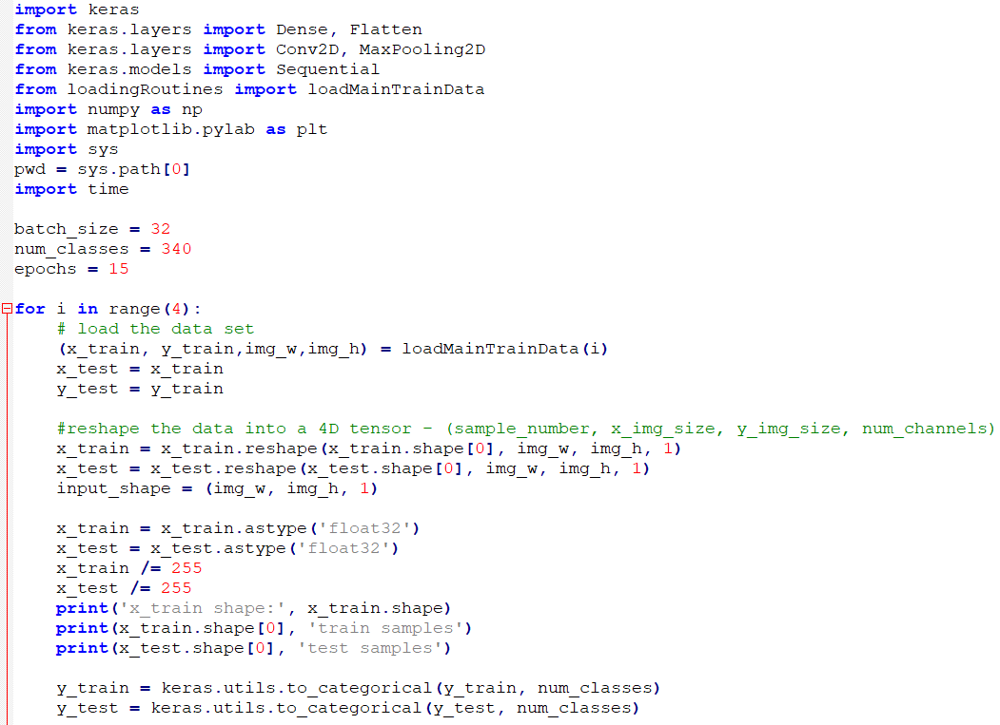 import keras
from keras.layers import Dense, Flatten
from keras.layers import Conv2D, MaxPooling2D
from keras.models import Sequential
from loadingRoutines import loadMainTrainData
import numpy as np
import matplotlib.pylab as plt
import sys
pwd = sys.path[0]
import time

batch_size = 32
num_classes = 340
epochs = 15

for i in range(4):
    # load the data set
    (x_train, y_train,img_w,img_h) = loadMainTrainData(i)
    x_test = x_train
    y_test = y_train

    #reshape the data into a 4D tensor - (sample_number, x_img_size, y_img_size, num_channels)
    x_train = x_train.reshape(x_train.shape[0], img_w, img_h, 1)
    x_test = x_test.reshape(x_test.shape[0], img_w, img_h, 1)
    input_shape = (img_w, img_h, 1)

    x_train = x_train.astype('float32')
    x_test = x_test.astype('float32')
    x_train /= 255
    x_test /= 255
    print('x_train shape:', x_train.shape)
    print(x_train.shape[0], 'train samples')
    print(x_test.shape[0], 'test samples')

    y_train = keras.utils.to_categorical(y_train, num_classes)
    y_test = keras.utils.to_categorical(y_test, num_classes)